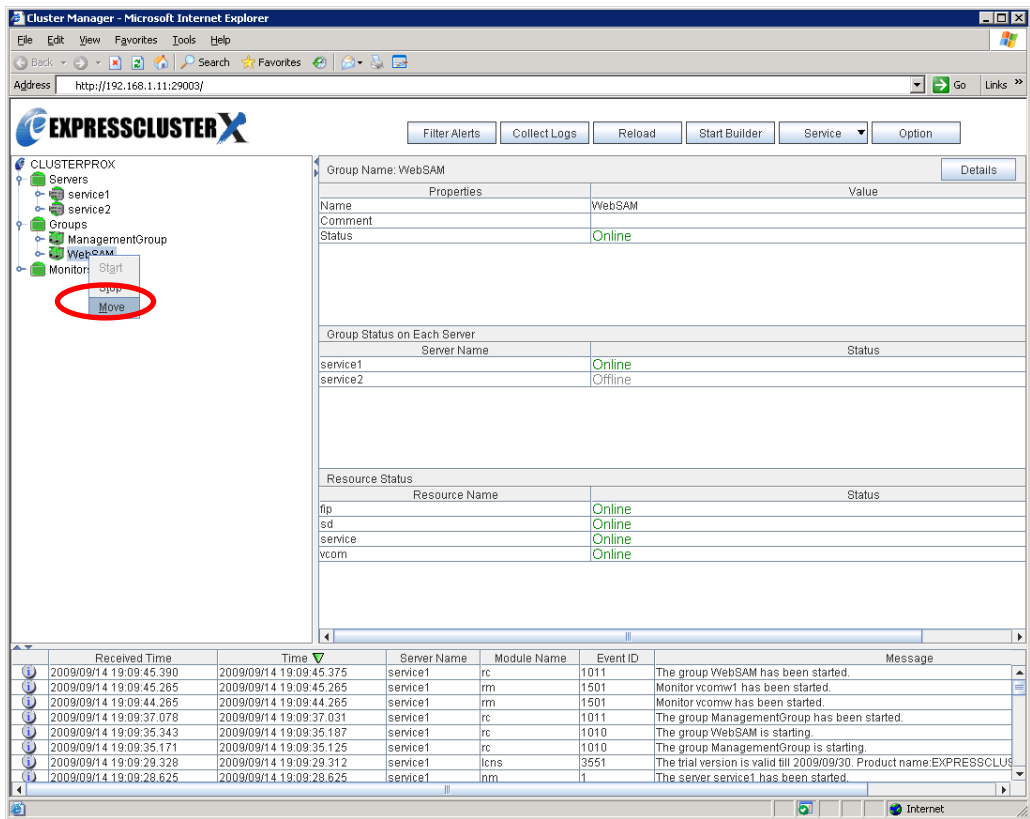 Cluster Manager - Microsoft Internet Explorer
File Edit View Favorites Tools Help
Back Search Favorites
Address http://192.168.1.11:29003/ Go Links »
EXPRESSCLUSTER X
Filter Alerts Collect Logs Reload Start Builder Service Option
CLUSTERPROX
Servers
service1
service2
Groups
ManagementGroup
WebSAM
Monitors
Start
Stop
Move
Group Name: WebSAM Details
Properties Value
Name WebSAM
Comment
Status Online
Group Status on Each Server
Server Name Status
service1 Online
service2 Offline
Resource Status
Resource Name Status
fip Online
sd Online
service Online
vcom Online
Received Time Time Server Name Module Name Event ID Message
2009/09/14 19:09:45.390 2009/09/14 19:09:45.375 service1 rc 1011 The group WebSAM has been started.
2009/09/14 19:09:45.265 2009/09/14 19:09:45.265 service1 rm 1501 Monitor vcomw1 has been started.
2009/09/14 19:09:44.265 2009/09/14 19:09:44.265 service1 rm 1501 Monitor vcomw has been started.
2009/09/14 19:09:37.078 2009/09/14 19:09:37.031 service1 rc 1011 The group ManagementGroup has been started.
2009/09/14 19:09:35.343 2009/09/14 19:09:35.187 service1 rc 1010 The group WebSAM is starting.
2009/09/14 19:09:35.171 2009/09/14 19:09:35.125 service1 rc 1010 The group ManagementGroup is starting.
2009/09/14 19:09:29.328 2009/09/14 19:09:29.312 service1 lcns 3551 The trial version is valid till 2009/09/30. Product name:EXPRESSCLUS
2009/09/14 19:09:28.625 2009/09/14 19:09:28.625 service1 nm 1 The server service1 has been started.
Internet